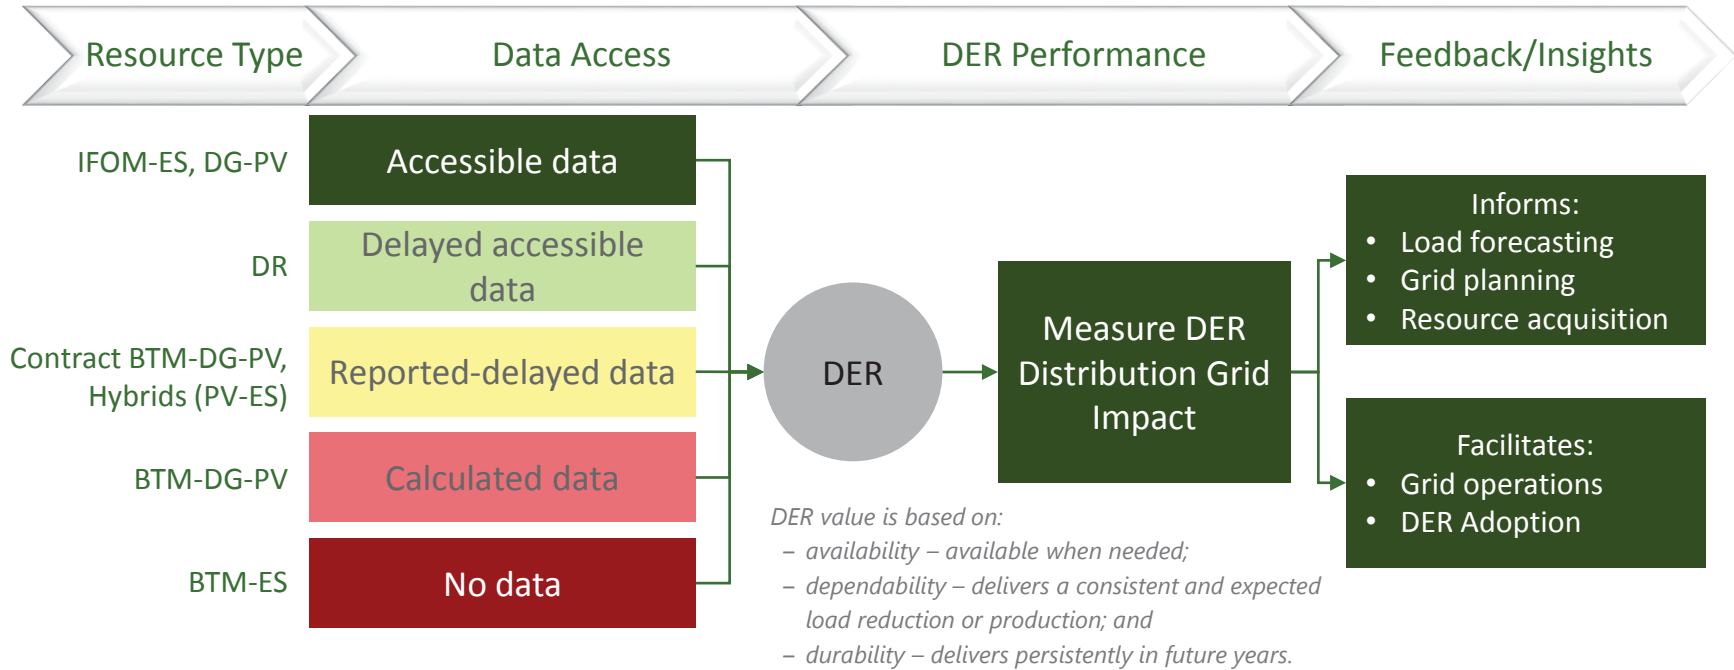 Resource Type
Data Access
DER Performance
Feedback/Insights
IFOM-ES, DG-PV
Accessible data
DR
Delayed accessible
data
Contract BTM-DG-PV,
Hybrids (PV-ES)
Reported-delayed data
BTM-DG-PV
Calculated data
BTM-ES
No data
DER
Measure DER
Distribution Grid
Impact
DER value is based on:
– availability – available when needed;
– dependability – delivers a consistent and expected
load reduction or production; and
– durability – delivers persistently in future years.
Informs:
• Load forecasting
• Grid planning
• Resource acquisition
Facilitates:
• Grid operations
• DER Adoption